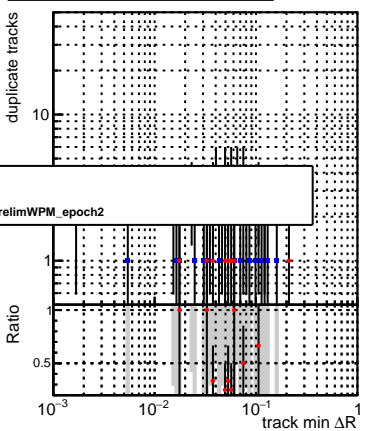 duplicate tracks
10
relimWPM_epoch2
1
Ratio
1
0.5
10⁻³ 10⁻² 10⁻¹ 1
track min ΔR